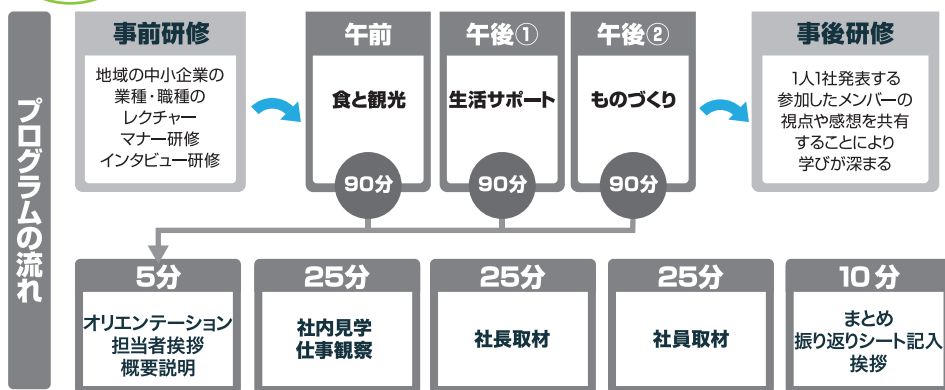 プログラムの流れ
事前研修
地域の中小企業の
業種・職種の
レクチャー
マナー研修
インタビュー研修
午前
食と観光
90分
午後①
生活サポート
90分
午後②
ものづくり
90分
事後研修
1人1社発表する
参加したメンバーの
視点や感想を共有
することにより
学びが深まる
5分
オリエンテーション
担当者挨拶
概要説明
25分
社内見学
仕事観察
25分
社長取材
25分
社員取材
10分
まとめ
振り返りシート記入
挨拶